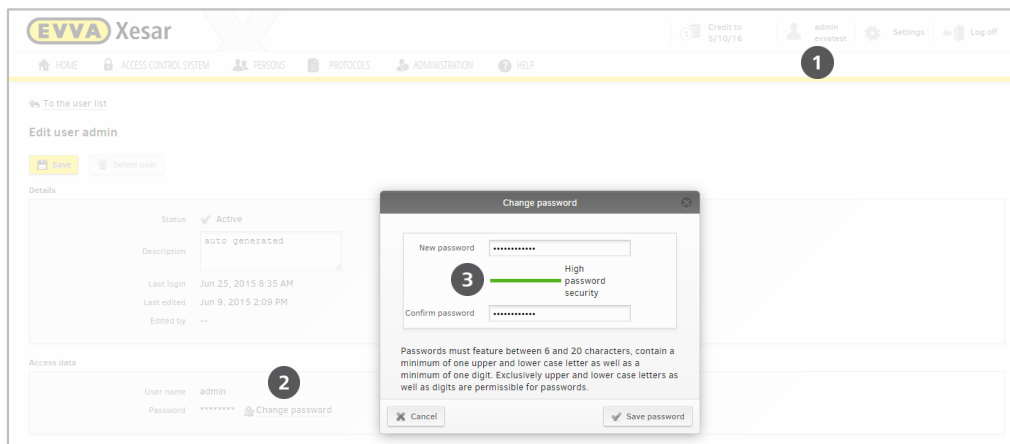 EVVA Xesar
Credit to
5/10/16
admin
evvatest
Settings
Log off
1
HOME
ACCESS CONTROL SYSTEM
PERSONS
PROTOCOLS
ADMINISTRATION
HELP
To the user list
Edit user admin
Save
Delete user
Details
Status Active
Description auto generated
Last login Jun 25, 2015 8:35 AM
Last edited Jun 9, 2015 2:09 PM
Edited by --
Access data
User name admin
2
Password ******** Change password
Change password
New password ••••••••••••
3
High
password
security
Confirm password ••••••••••••
Passwords must feature between 6 and 20 characters, contain a
minimum of one upper and lower case letter as well as a
minimum of one digit. Exclusively upper and lower case letters as
well as digits are permissible for passwords.
Cancel
Save password